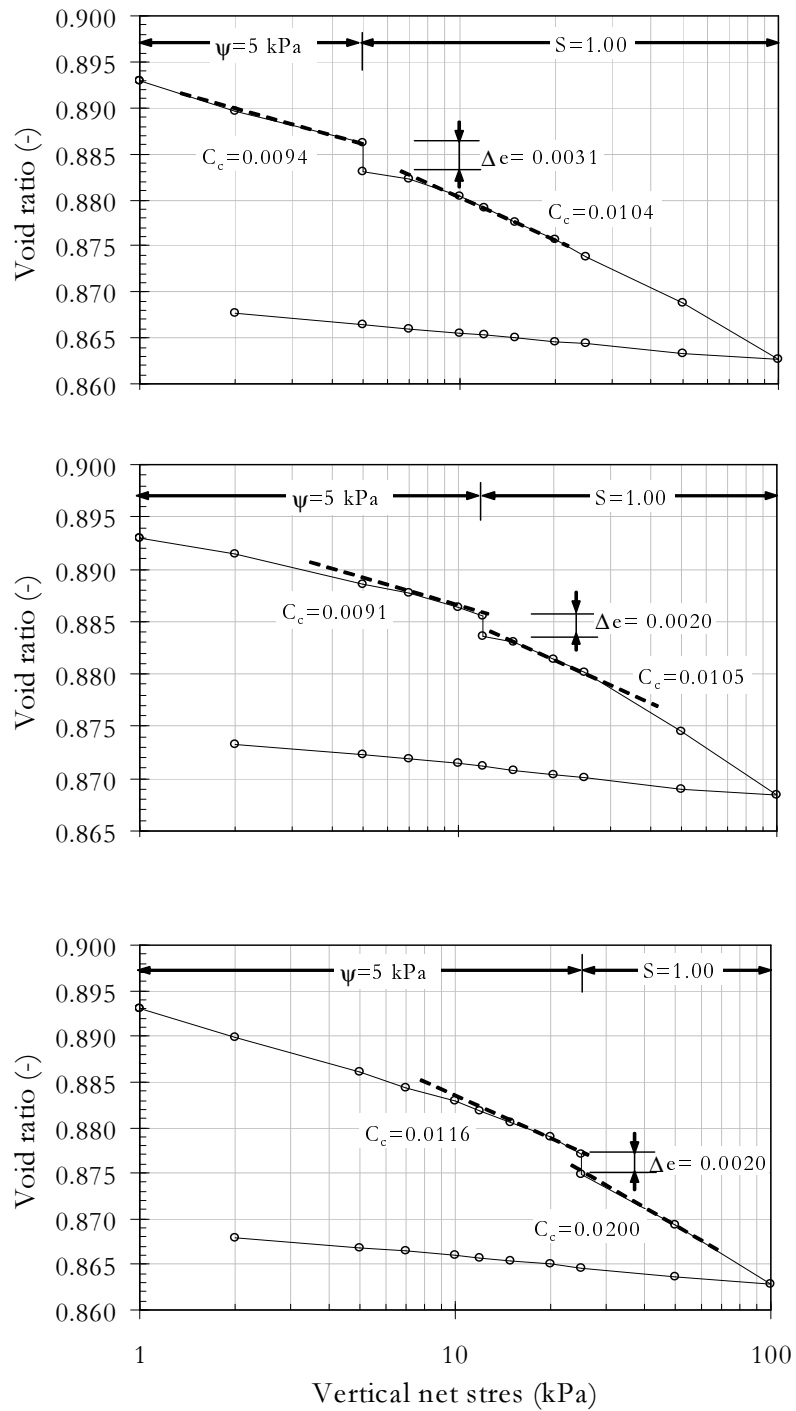 0.900
ψ=5 kPa S=1.00
0.895
0.890
0.885
0.880
0.875
0.870
0.865
0.860
Void ratio (-)
C_c=0.0094
Δe= 0.0031
C_c=0.0104
0.900
ψ=5 kPa S=1.00
0.895
0.890
0.885
0.880
0.875
0.870
0.865
Void ratio (-)
C_c=0.0091
Δe= 0.0020
C_c=0.0105
0.900
ψ=5 kPa S=1.00
0.895
0.890
0.885
0.880
0.875
0.870
0.865
0.860
Void ratio (-)
C_c=0.0116
Δe= 0.0020
C_c=0.0200
1 10 100
Vertical net stres (kPa)